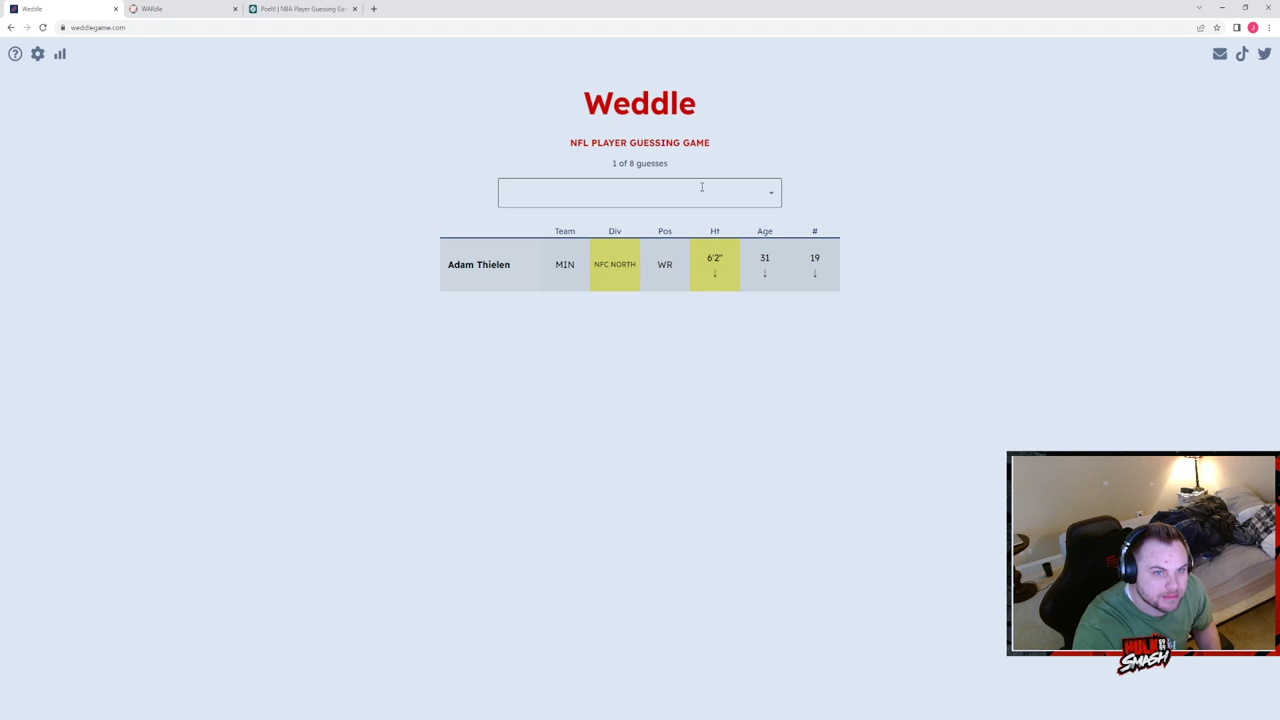 Weddle
WARdle
Poeltl | NBA Player Guessing Ga
weddlegame.com
J
Weddle
NFL PLAYER GUESSING GAME
1 of 8 guesses
Team Div Pos Ht Age #
Adam Thielen MIN NFC NORTH WR 6'2" 31 19
↓ ↓ ↓
HULK
SMASH